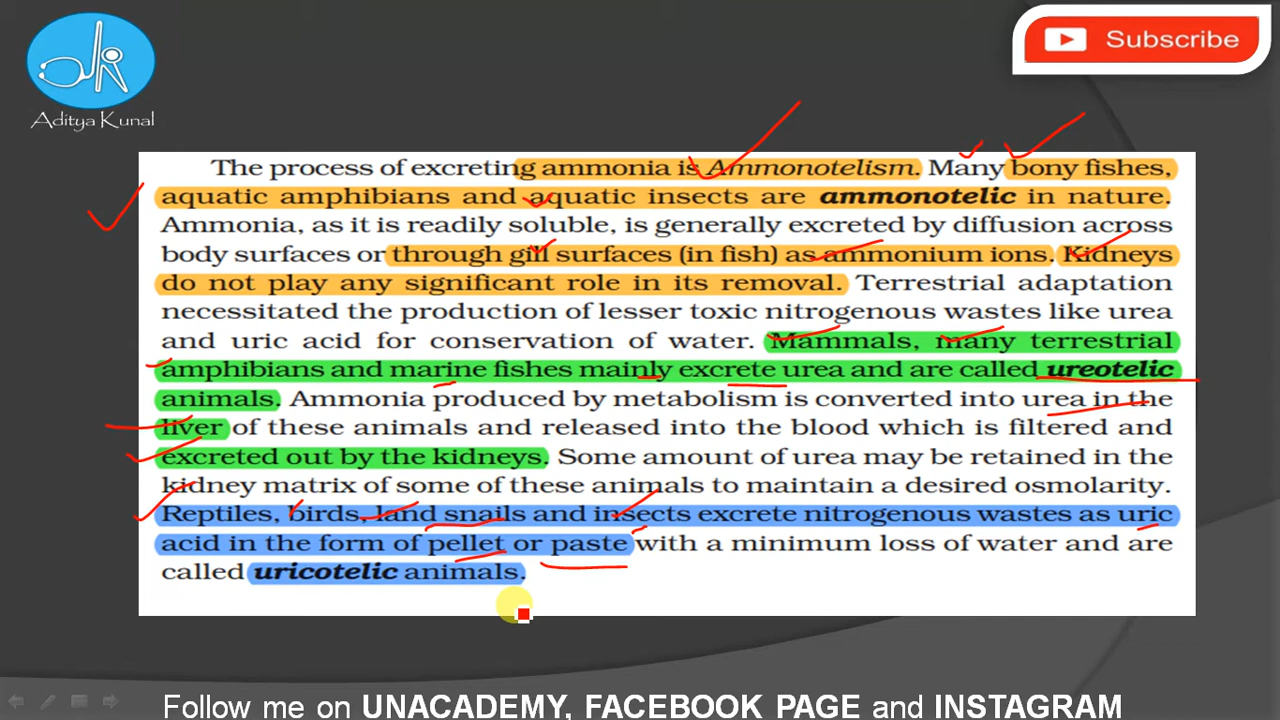 Subscribe
Aditya Kunal
The process of excreting ammonia is Ammonotelism. Many bony fishes,
aquatic amphibians and aquatic insects are ammonotelic in nature.
Ammonia, as it is readily soluble, is generally excreted by diffusion across
body surfaces or through gill surfaces (in fish) as ammonium ions. Kidneys
do not play any significant role in its removal. Terrestrial adaptation
necessitated the production of lesser toxic nitrogenous wastes like urea
and uric acid for conservation of water. Mammals, many terrestrial
amphibians and marine fishes mainly excrete urea and are called ureotelic
animals. Ammonia produced by metabolism is converted into urea in the
liver of these animals and released into the blood which is filtered and
excreted out by the kidneys. Some amount of urea may be retained in the
kidney matrix of some of these animals to maintain a desired osmolarity.
Reptiles, birds, land snails and insects excrete nitrogenous wastes as uric
acid in the form of pellet or paste with a minimum loss of water and are
called uricotelic animals.
Follow me on UNACADEMY, FACEBOOK PAGE and INSTAGRAM